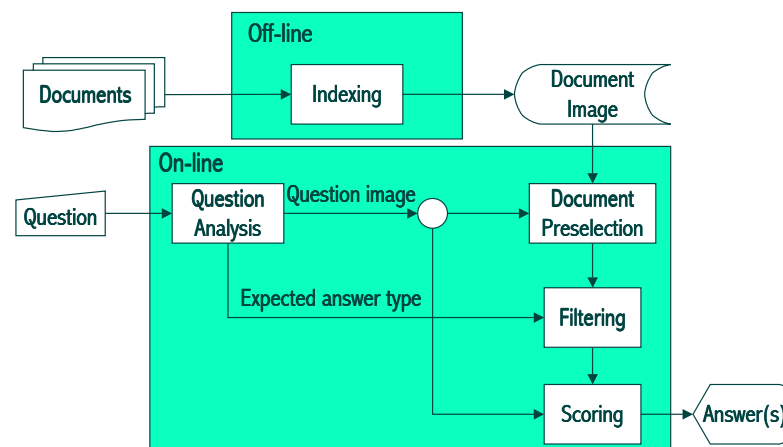 Off-line
Documents
Indexing
Document
Image
On-line
Question
Question
Analysis
Question image
Document
Preselection
Expected answer type
Filtering
Scoring
Answer(s)